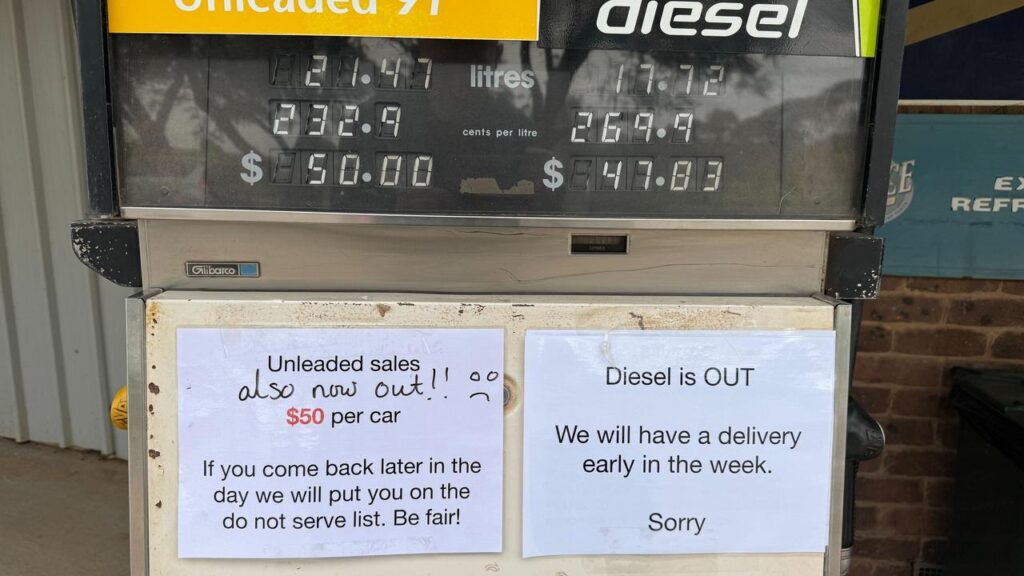 Unleaded 91
diesel
21.47 litres 17.72
232.9 cents per litre 269.9
$ 50.00 $ 47.83
Gilbarco
Unleaded sales
also now out!!
$50 per car
If you come back later in the
day we will put you on the
do not serve list. Be fair!
Diesel is OUT
We will have a delivery
early in the week.
Sorry